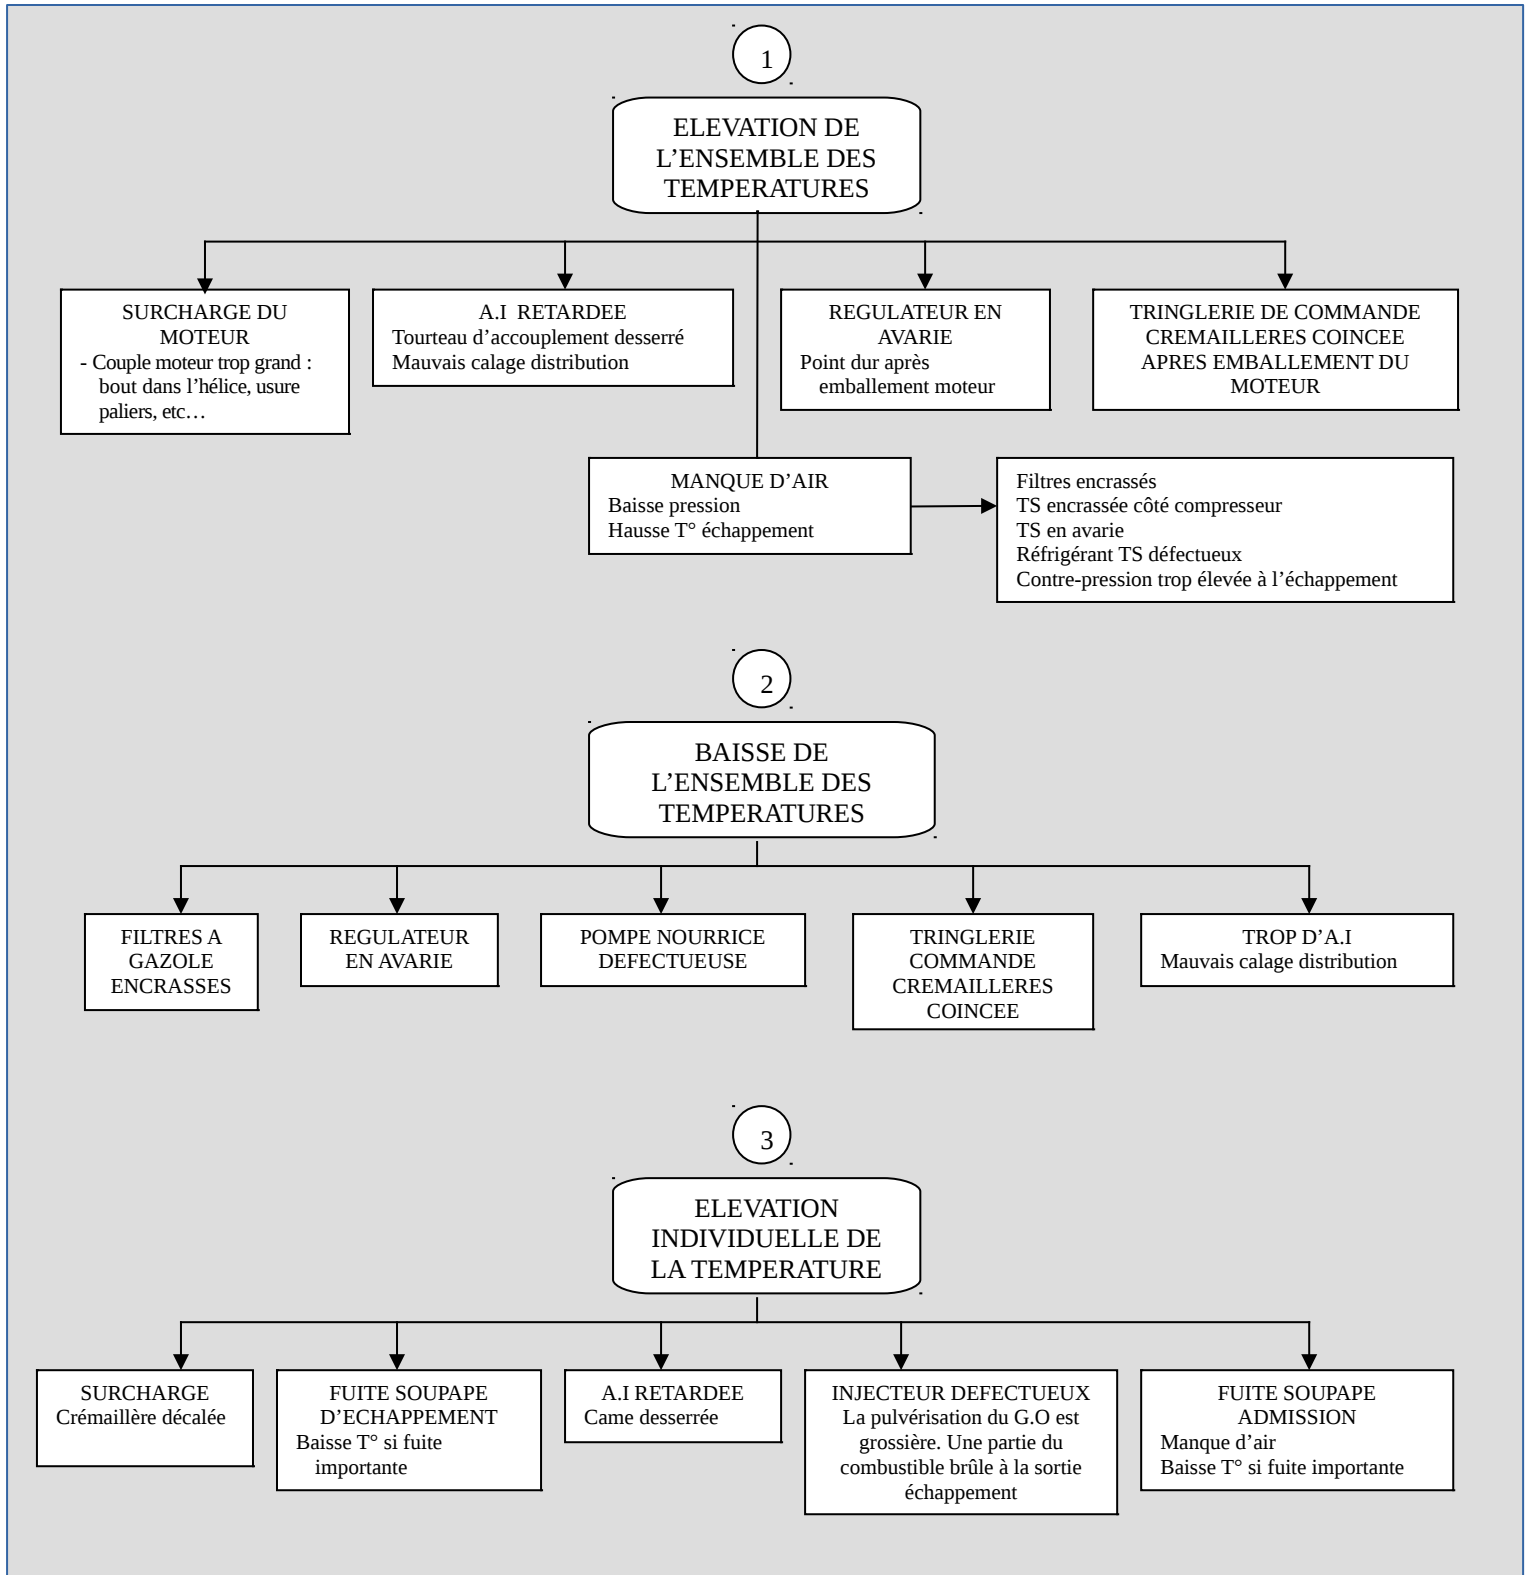 1
ELEVATION DE
L’ENSEMBLE DES
TEMPERATURES
SURCHARGE DU
MOTEUR
- Couple moteur trop grand :
bout dans l’hélice, usure
paliers, etc…
A.I RETARDEE
Tourteau d’accouplement desserré
Mauvais calage distribution
REGULATEUR EN
AVARIE
Point dur après
emballement moteur
TRINGLERIE DE COMMANDE
CREMAILLERES COINCEE
APRES EMBALLEMENT DU
MOTEUR
MANQUE D’AIR
Baisse pression
Hausse T° échappement
Filtres encrassés
TS encrassée côté compresseur
TS en avarie
Réfrigérant TS défectueux
Contre-pression trop élevée à l’échappement
2
BAISSE DE
L’ENSEMBLE DES
TEMPERATURES
FILTRES A
GAZOLE
ENCRASSES
REGULATEUR
EN AVARIE
POMPE NOURRICE
DEFECTUEUSE
TRINGLERIE
COMMANDE
CREMAILLERES
COINCEE
TROP D’A.I
Mauvais calage distribution
3
ELEVATION
INDIVIDUELLE DE
LA TEMPERATURE
SURCHARGE
Crémaillère décalée
FUITE SOUPAPE
D’ECHAPPEMENT
Baisse T° si fuite
importante
A.I RETARDEE
Came desserrée
INJECTEUR DEFECTUEUX
La pulvérisation du G.O est
grossière. Une partie du
combustible brûle à la sortie
échappement
FUITE SOUPAPE
ADMISSION
Manque d’air
Baisse T° si fuite importante